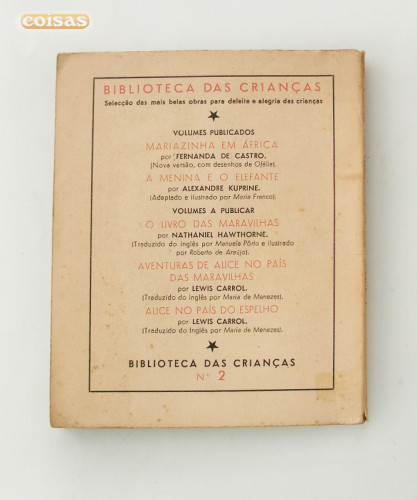 coisas
BIBLIOTECA DAS CRIANÇAS
Selecção das mais belas obras para deleite e alegria das crianças
VOLUMES PUBLICADOS
MARIAZINHA EM ÁFRICA
por FERNANDA DE CASTRO.
(Nova versão, com desenhos de Ofélia).
A MENINA E O ELEFANTE
por ALEXANDRE KUPRINE.
(Adaptado e ilustrado por Maria Franco).
VOLUMES A PUBLICAR
O LIVRO DAS MARAVILHAS
por NATHANIEL HAWTHORNE.
(Traduzido do inglês por Manuela Pôrto e ilustrado
por Roberto de Araújo).
AVENTURAS DE ALICE NO PAÍS
DAS MARAVILHAS
por LEWIS CARROL.
(Traduzido do inglês por Maria de Menezes).
ALICE NO PAÍS DO ESPELHO
por LEWIS CARROL.
(Traduzido do Inglês por Maria de Menezes).
BIBLIOTECA DAS CRIANÇAS
N.º 2